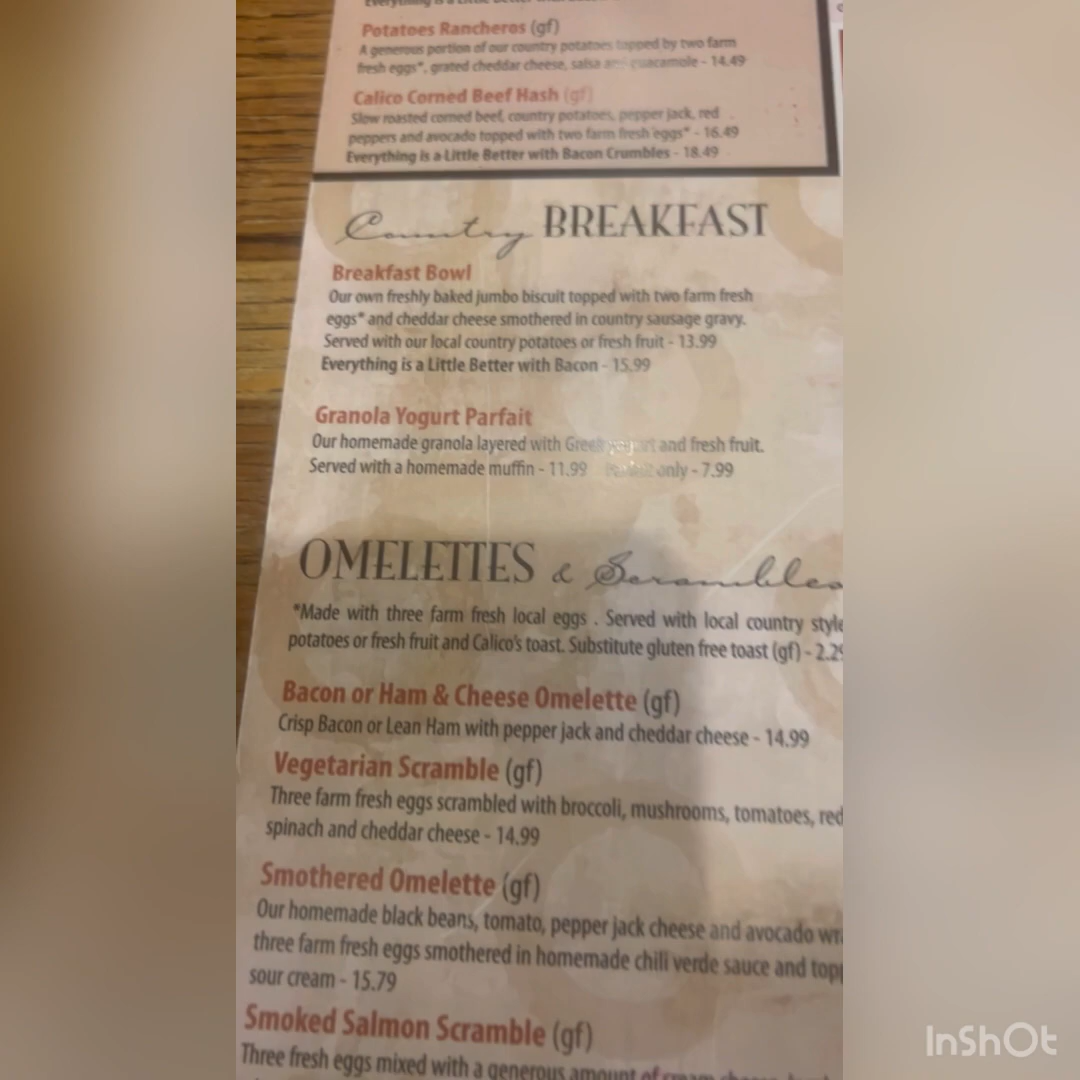 Potatoes Rancheros (gf)
A generous portion of our country potatoes topped by two farm
fresh eggs*, grated cheddar cheese, salsa and guacamole - 14.49
Calico Corned Beef Hash (gf)
Slow roasted corned beef, country potatoes, pepper jack, red
peppers and avocado topped with two farm fresh eggs* - 16.49
Everything is a Little Better with Bacon Crumbles - 18.49
Country BREAKFAST
Breakfast Bowl
Our own freshly baked jumbo biscuit topped with two farm fresh
eggs* and cheddar cheese smothered in country sausage gravy.
Served with our local country potatoes or fresh fruit - 13.99
Everything is a Little Better with Bacon - 15.99
Granola Yogurt Parfait
Our homemade granola layered with Greek yogurt and fresh fruit.
Served with a homemade muffin - 11.99 Parfait only - 7.99
OMELETTES & Scrambles
*Made with three farm fresh local eggs . Served with local country style
potatoes or fresh fruit and Calico's toast. Substitute gluten free toast (gf) - 2.29
Bacon or Ham & Cheese Omelette (gf)
Crisp Bacon or Lean Ham with pepper jack and cheddar cheese - 14.99
Vegetarian Scramble (gf)
Three farm fresh eggs scrambled with broccoli, mushrooms, tomatoes, red
spinach and cheddar cheese - 14.99
Smothered Omelette (gf)
Our homemade black beans, tomato, pepper jack cheese and avocado
three farm fresh eggs smothered in homemade chili verde sauce and
sour cream - 15.79
Smoked Salmon Scramble (gf)
Three fresh eggs mixed with a generous amount of cream
InShOt